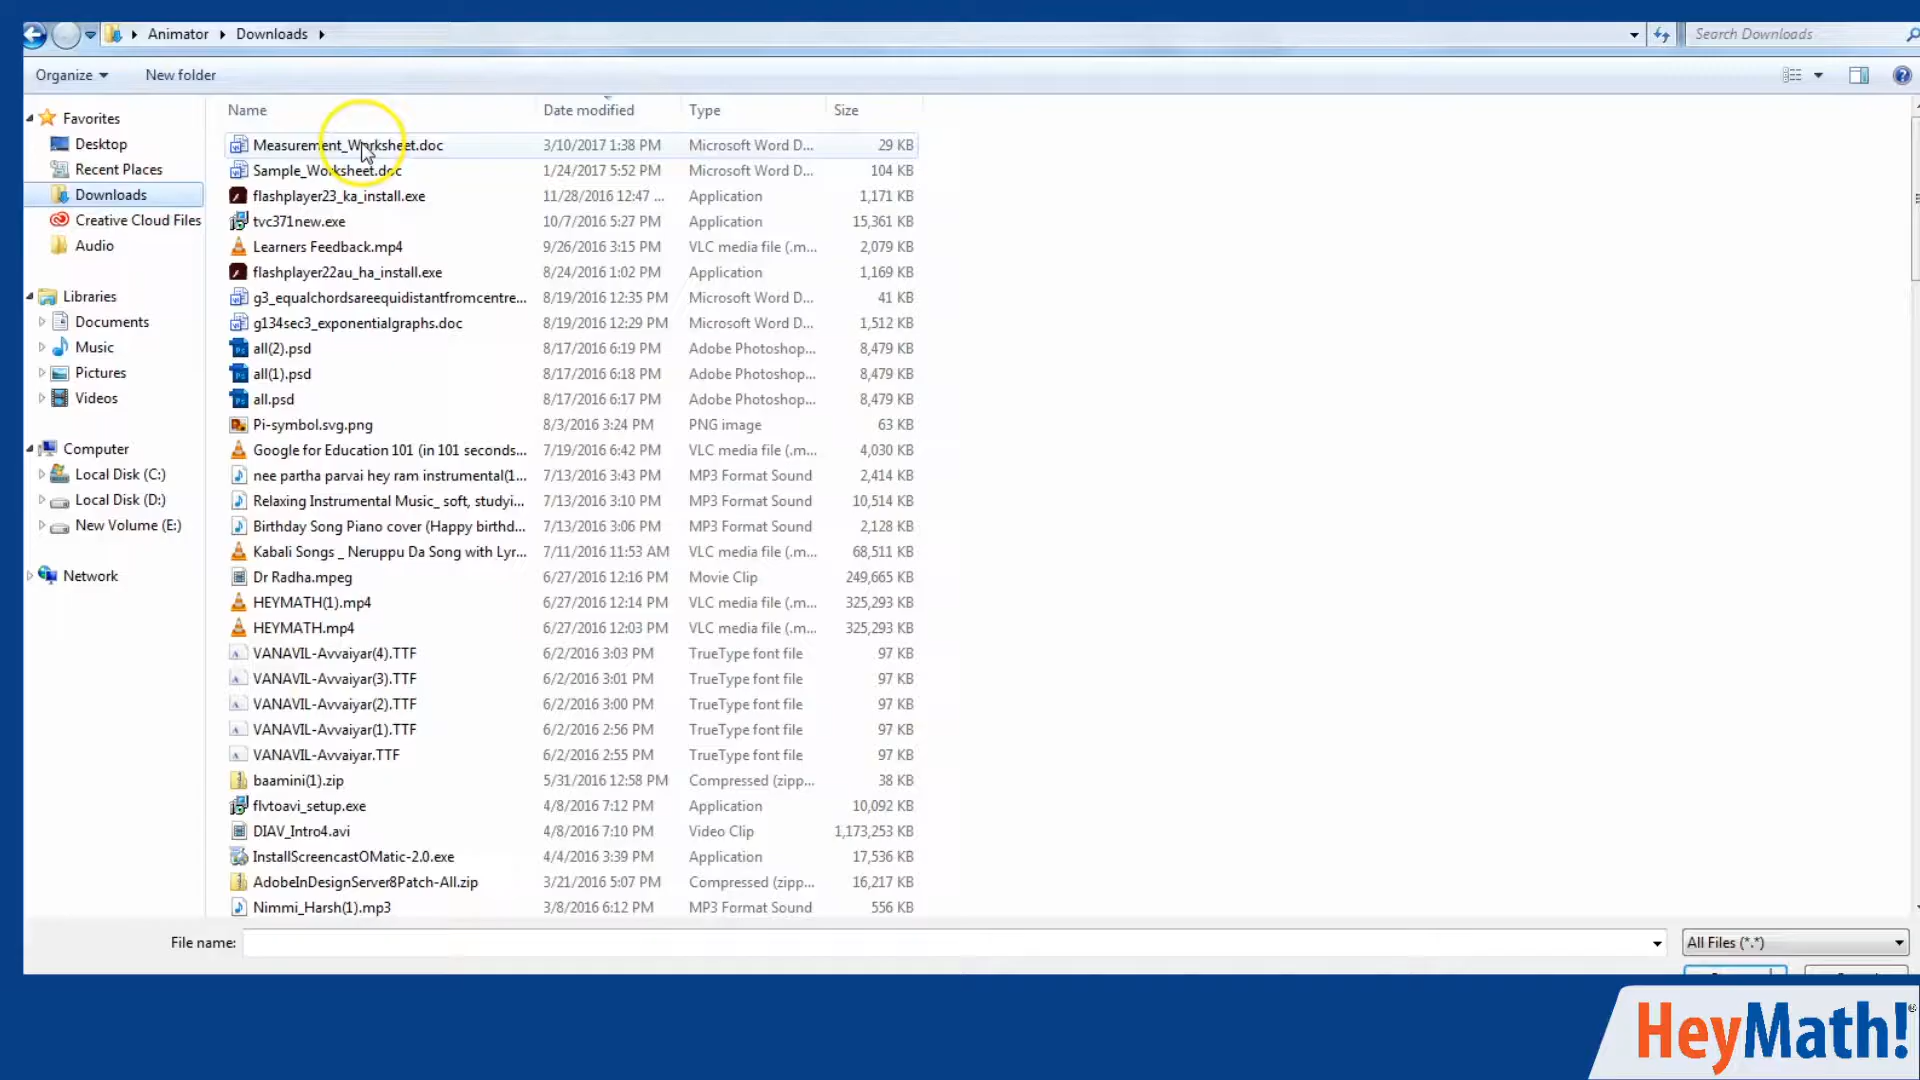 Animator Downloads Search Downloads
Organize New folder
Name Date modified Type Size
Favorites
Desktop
Recent Places
Downloads
Creative Cloud Files
Audio
Libraries
Documents
Music
Pictures
Videos
Computer
Local Disk (C:)
Local Disk (D:)
New Volume (E:)
Network
Measurement_Worksheet.doc 3/10/2017 1:38 PM Microsoft Word D... 29 KB
Sample_Worksheet.doc 1/24/2017 5:52 PM Microsoft Word D... 104 KB
flashplayer23_ka_install.exe 11/28/2016 12:47 ... Application 1,171 KB
tvc371new.exe 10/7/2016 5:27 PM Application 15,361 KB
Learners Feedback.mp4 9/26/2016 3:15 PM VLC media file (.m... 2,079 KB
flashplayer22au_ha_install.exe 8/24/2016 1:02 PM Application 1,169 KB
g3_equalchordsareequidistantfromcentre... 8/19/2016 12:35 PM Microsoft Word D... 41 KB
g134sec3_exponentialgraphs.doc 8/19/2016 12:29 PM Microsoft Word D... 1,512 KB
all(2).psd 8/17/2016 6:19 PM Adobe Photoshop... 8,479 KB
all(1).psd 8/17/2016 6:18 PM Adobe Photoshop... 8,479 KB
all.psd 8/17/2016 6:17 PM Adobe Photoshop... 8,479 KB
Pi-symbol.svg.png 8/3/2016 3:24 PM PNG image 63 KB
Google for Education 101 (in 101 seconds... 7/19/2016 6:42 PM VLC media file (.m... 4,030 KB
nee partha parvai hey ram instrumental(1... 7/13/2016 3:43 PM MP3 Format Sound 2,414 KB
Relaxing Instrumental Music_ soft, studyi... 7/13/2016 3:10 PM MP3 Format Sound 10,514 KB
Birthday Song Piano cover (Happy birthd... 7/13/2016 3:06 PM MP3 Format Sound 2,128 KB
Kabali Songs _ Neruppu Da Song with Lyr... 7/11/2016 11:53 AM VLC media file (.m... 68,511 KB
Dr Radha.mpeg 6/27/2016 12:16 PM Movie Clip 249,665 KB
HEYMATH(1).mp4 6/27/2016 12:14 PM VLC media file (.m... 325,293 KB
HEYMATH.mp4 6/27/2016 12:03 PM VLC media file (.m... 325,293 KB
VANAVIL-Avvaiyar(4).TTF 6/2/2016 3:03 PM TrueType font file 97 KB
VANAVIL-Avvaiyar(3).TTF 6/2/2016 3:01 PM TrueType font file 97 KB
VANAVIL-Avvaiyar(2).TTF 6/2/2016 3:00 PM TrueType font file 97 KB
VANAVIL-Avvaiyar(1).TTF 6/2/2016 2:56 PM TrueType font file 97 KB
VANAVIL-Avvaiyar.TTF 6/2/2016 2:55 PM TrueType font file 97 KB
baamini(1).zip 5/31/2016 12:58 PM Compressed (zipp... 38 KB
flvtoavi_setup.exe 4/8/2016 7:12 PM Application 10,092 KB
DIAV_Intro4.avi 4/8/2016 7:10 PM Video Clip 1,173,253 KB
InstallScreencastOMatic-2.0.exe 4/4/2016 3:39 PM Application 17,536 KB
AdobeInDesignServer8Patch-All.zip 3/21/2016 5:07 PM Compressed (zipp... 16,217 KB
Nimmi_Harsh(1).mp3 3/8/2016 6:12 PM MP3 Format Sound 556 KB
File name: All Files (*.*)
HeyMath!®